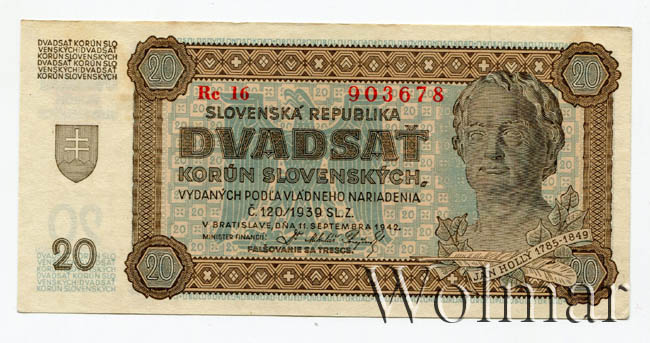 DVADSAŤ KORÚN SLO
VENSKÝCH DVADSAŤ
KORÚN SLOVENSKÝCH
DVADSAŤ KORÚN SLO
VENSKÝCH DVADSAŤ
KORÚN SLOVENSKÝCH
20
20
Rc 16 903678
SLOVENSKÁ REPUBLIKA
DVADSAŤ
KORÚN SLOVENSKÝCH,
VYDANÝCH PODĽA VLÁDNEHO NARIADENIA
Č. 120/1939 SL. Z.
V BRATISLAVE, DŇA 11. SEPTEMBRA 1942.
MINISTER FINANCIÍ:
FALŠOVANIE SA TRESCE.
20
20
20
JÁN HOLLÝ 1785-1849
Wolmar